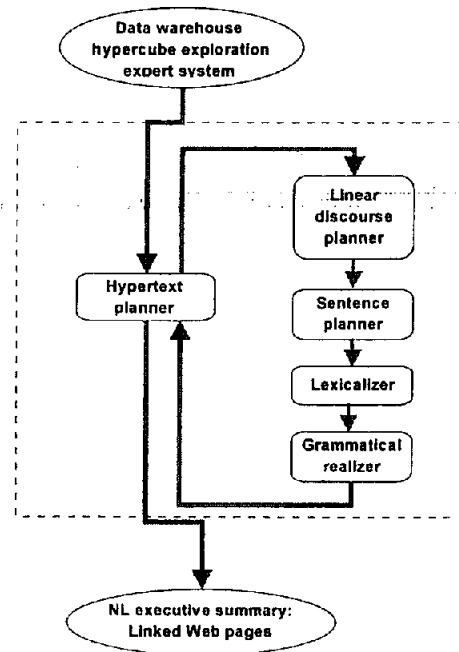 Data warehouse
hypercube exploration
expert system
Linear
discourse
planner
Hypertext
planner
Sentence
planner
Lexicalizer
Grammatical
realizer
NL executive summary:
Linked Web pages